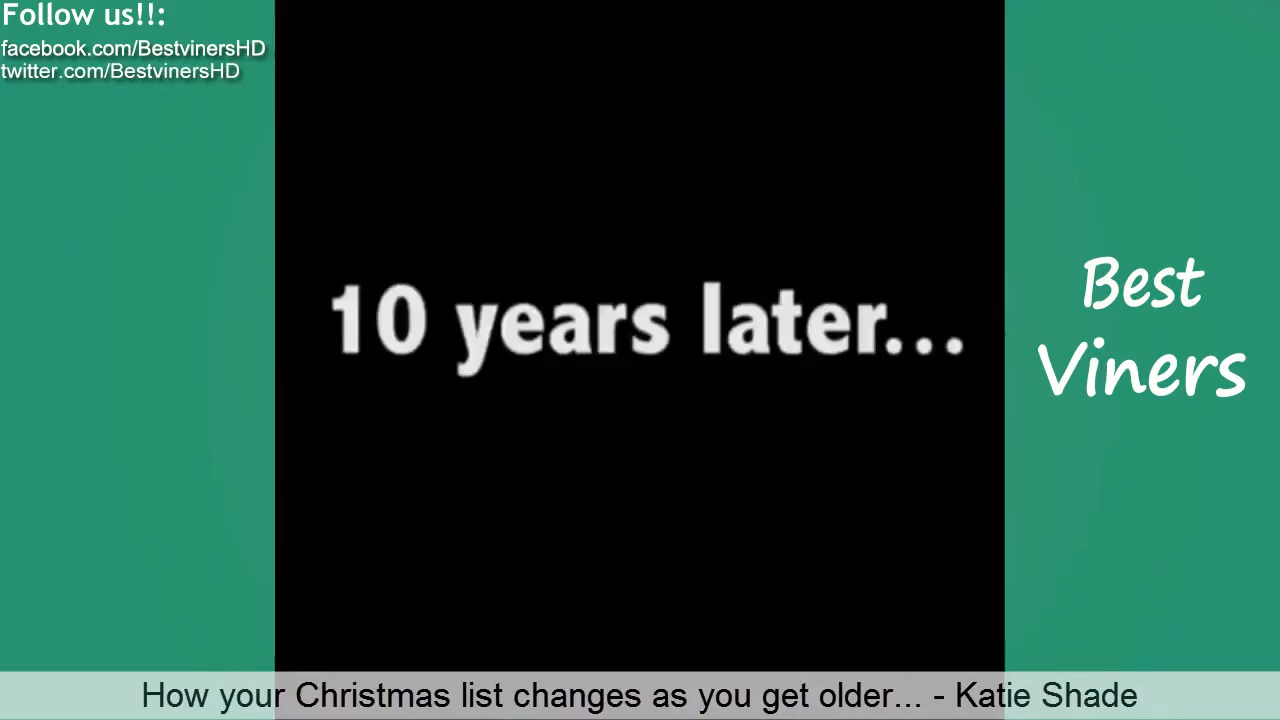 Follow us!!:
facebook.com/BestvinersHD
twitter.com/BestvinersHD
10 years later...
Best
Viners
How your Christmas list changes as you get older... - Katie Shade